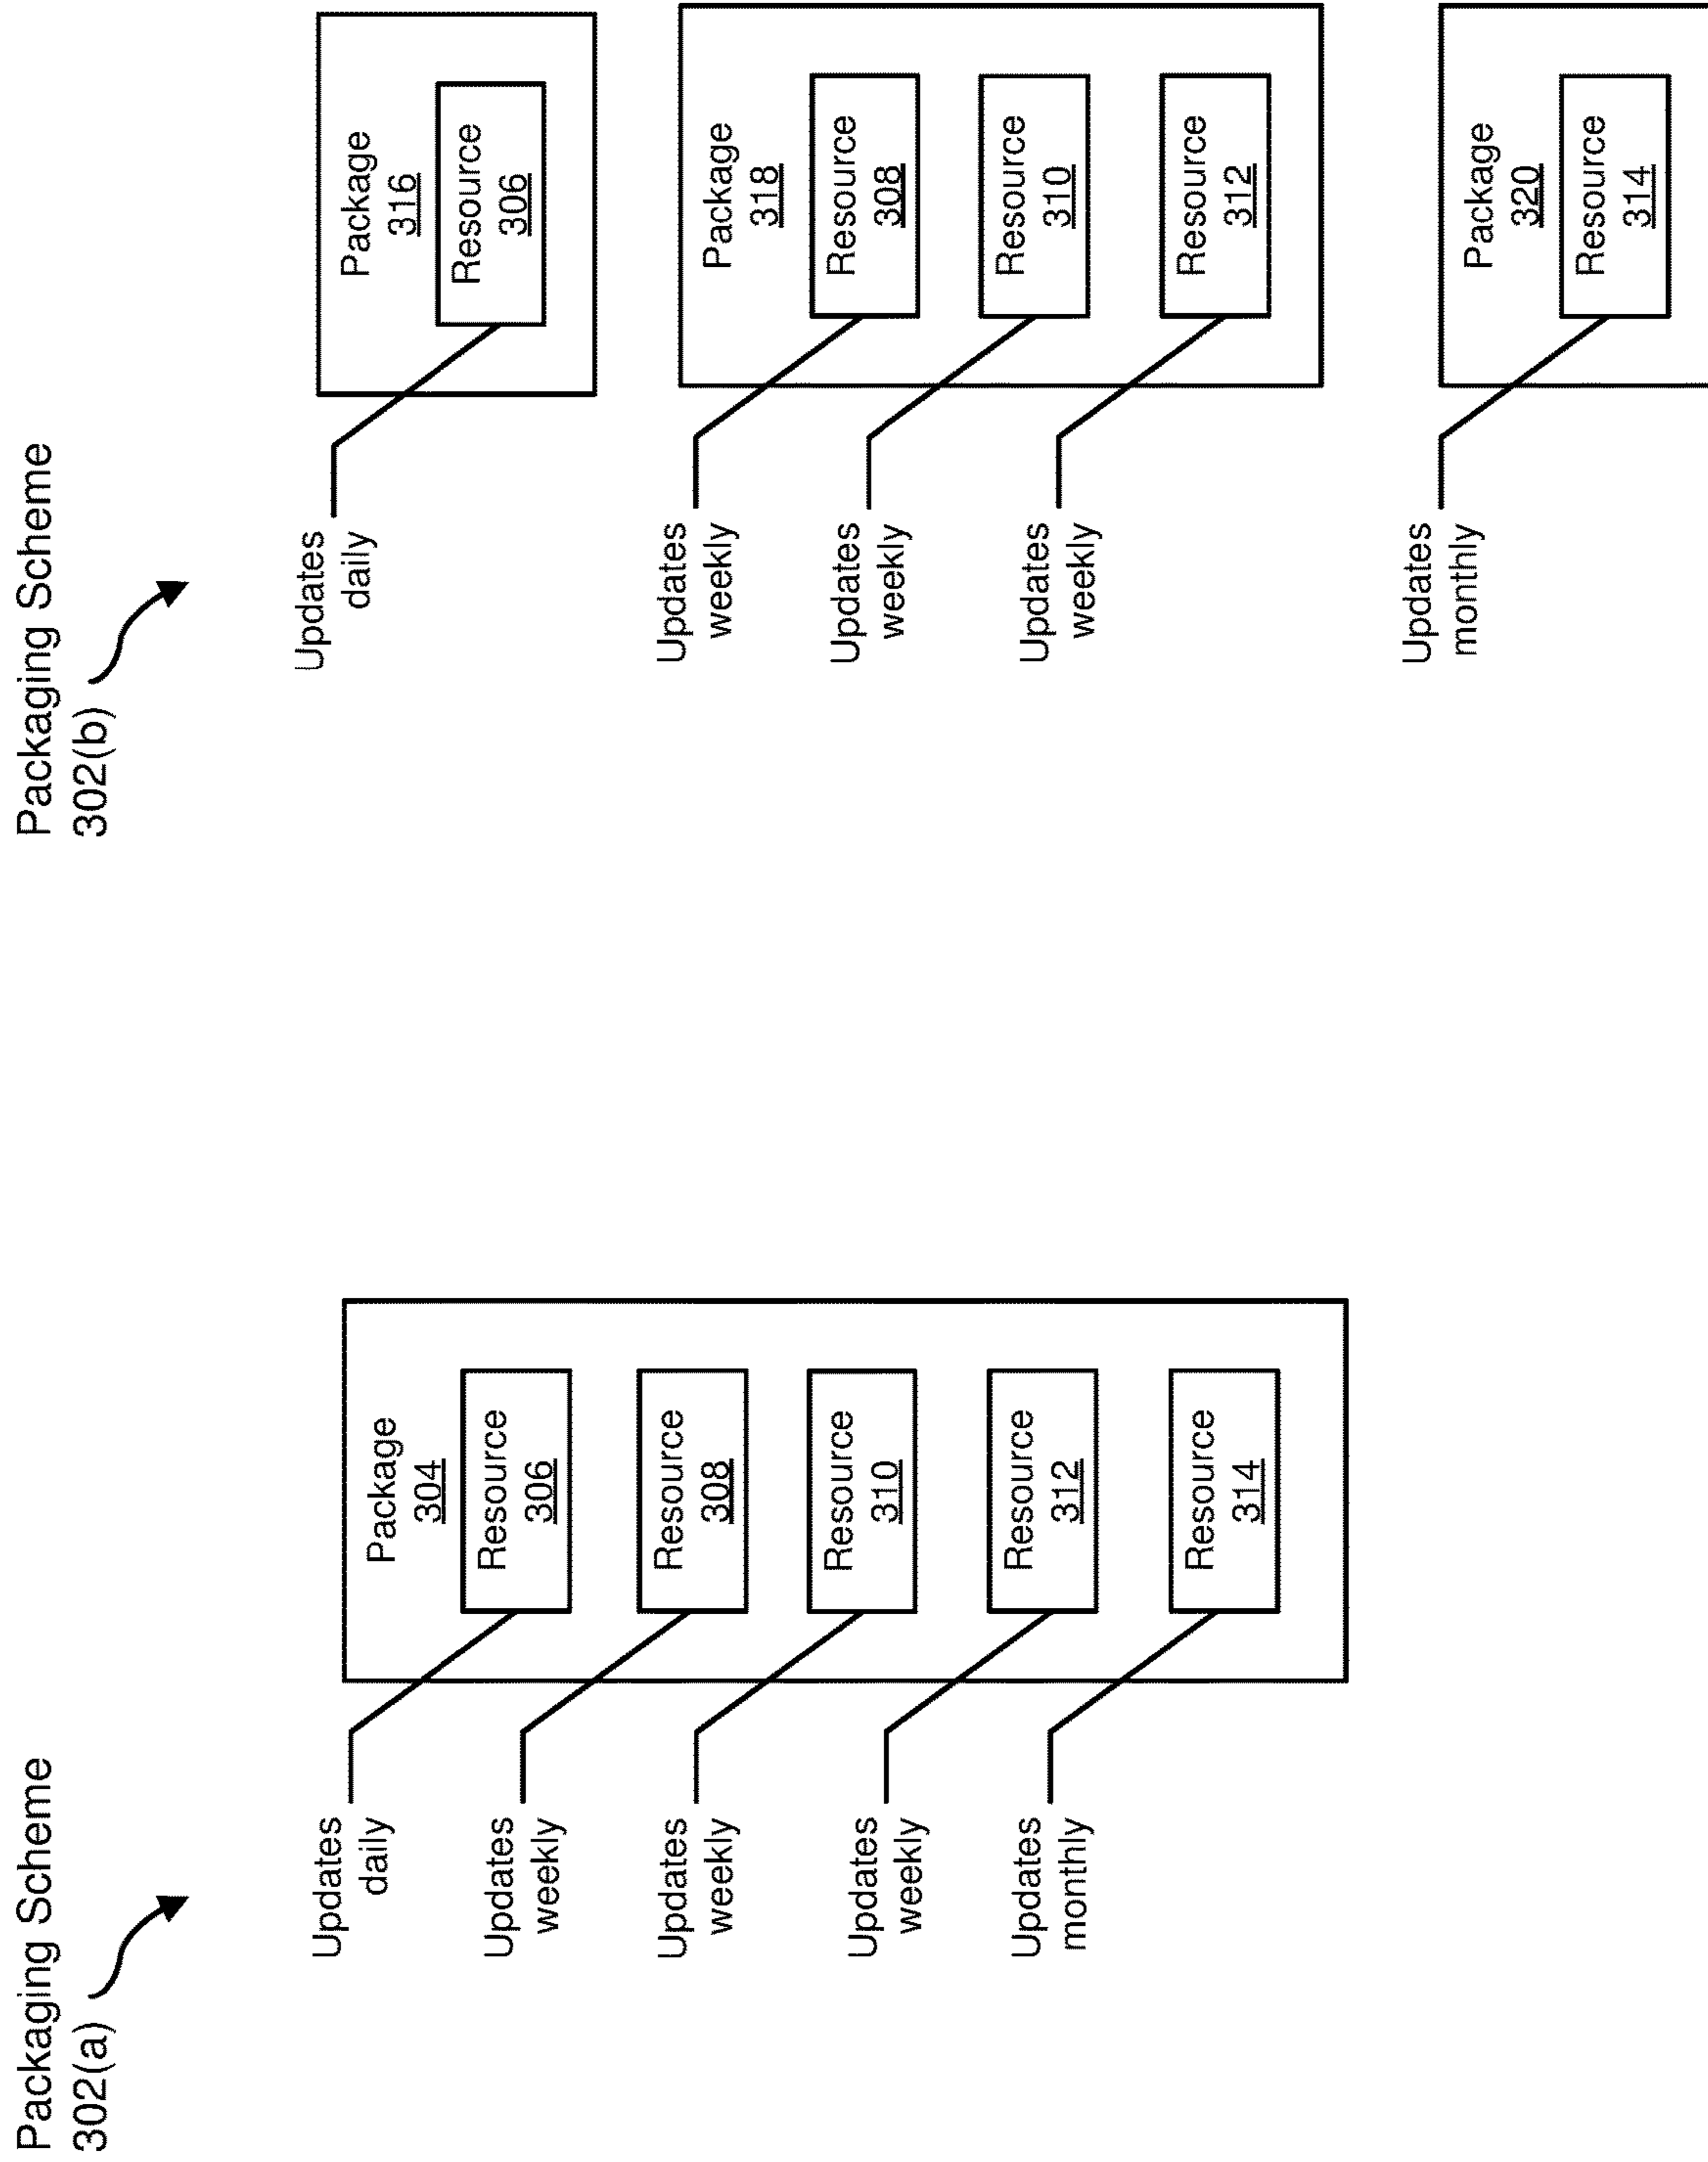 Packaging Scheme
302(a)
Updates
daily
Updates
weekly
Updates
weekly
Updates
weekly
Updates
monthly
Package
304
Resource
306
Resource
308
Resource
310
Resource
312
Resource
314
Packaging Scheme
302(b)
Updates
daily
Package
316
Resource
306
Updates
weekly
Updates
weekly
Updates
weekly
Package
318
Resource
308
Resource
310
Resource
312
Updates
monthly
Package
320
Resource
314